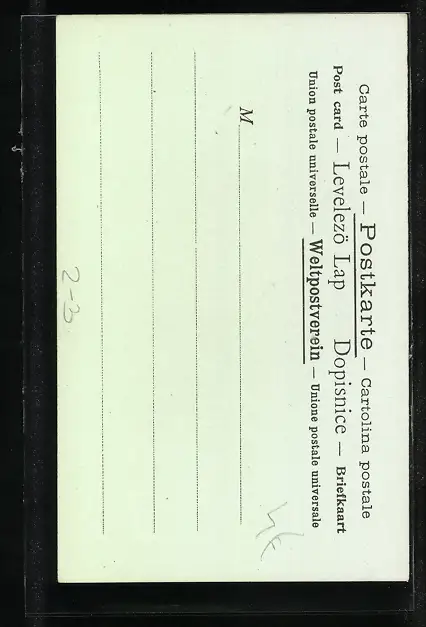 Carte postale — Postkarte — Cartolina postale
Post card — Levelezö Lap Dopisnice — Briefkaart
Union postale universelle — Weltpostverein — Unione postale universale
M
2-3